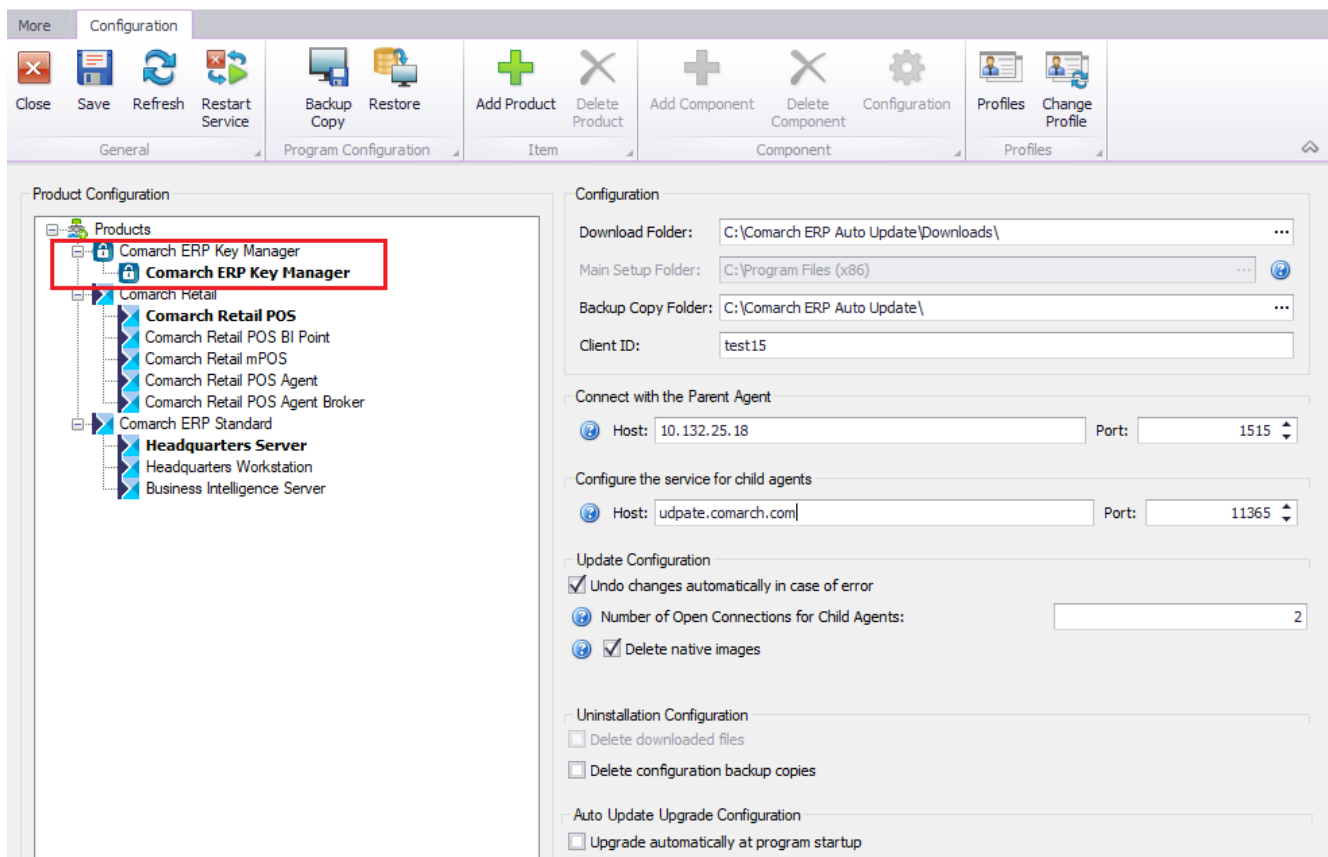 More Configuration
Close Save Refresh Restart Service Backup Copy Restore Add Product Delete Product Add Component Delete Component Configuration Profiles Change Profile
General Program Configuration Item Component Profiles
Product Configuration
Products
Comarch ERP Key Manager
Comarch ERP Key Manager
Comarch Retail
Comarch Retail POS
Comarch Retail POS BI Point
Comarch Retail mPOS
Comarch Retail POS Agent
Comarch Retail POS Agent Broker
Comarch ERP Standard
Headquarters Server
Headquarters Workstation
Business Intelligence Server
Configuration
Download Folder: C:\Comarch ERP Auto Update\Downloads\ ...
Main Setup Folder: C:\Program Files (x86) ...
Backup Copy Folder: C:\Comarch ERP Auto Update\ ...
Client ID: test15
Connect with the Parent Agent
Host: 10.132.25.18 Port: 1515
Configure the service for child agents
Host: udpate.comarch.com Port: 11365
Update Configuration
Undo changes automatically in case of error
Number of Open Connections for Child Agents: 2
Delete native images
Uninstallation Configuration
Delete downloaded files
Delete configuration backup copies
Auto Update Upgrade Configuration
Upgrade automatically at program startup